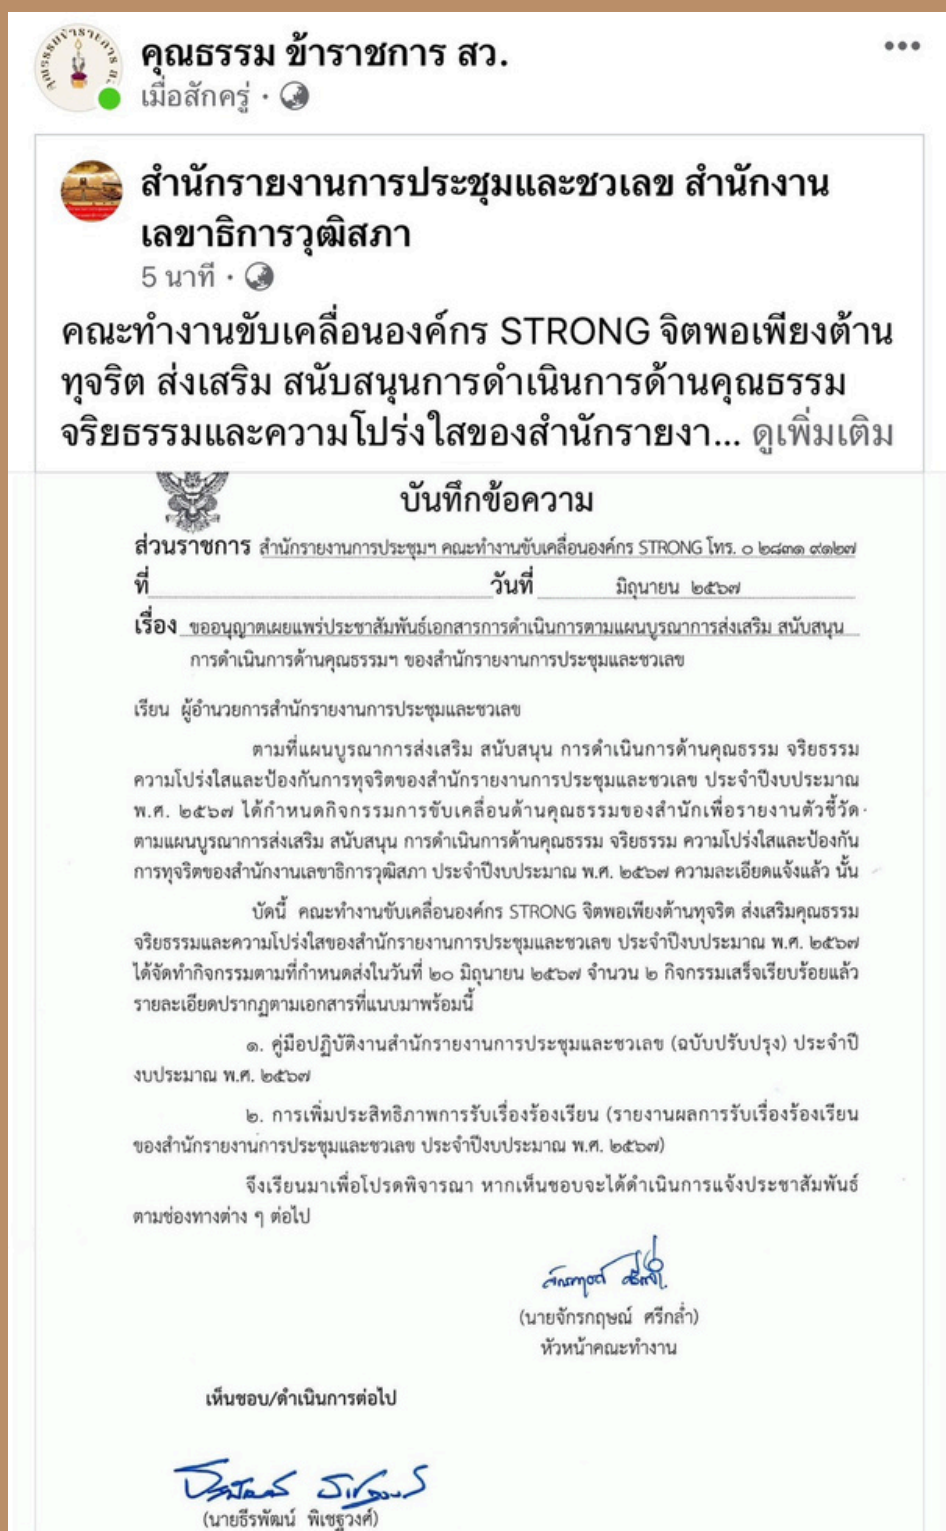 คุณธรรม ข้าราชการ สว.
เมื่อสักครู่ ·
สำนักรายงานการประชุมและชวเลข สำนักงาน
เลขาธิการวุฒิสภา
5 นาที ·
คณะทำงานขับเคลื่อนองค์กร STRONG จิตพอเพียงต้าน
ทุจริต ส่งเสริม สนับสนุนการดำเนินการด้านคุณธรรม
จริยธรรมและความโปร่งใสของสำนักรายงา... ดูเพิ่มเติม
บันทึกข้อความ
ส่วนราชการ สำนักรายงานการประชุมฯ คณะทำงานขับเคลื่อนองค์กร STRONG โทร. ๐ ๒๘๓๑ ๙๑๒๗
ที่ วันที่ มิถุนายน ๒๕๖๗
เรื่อง ขออนุญาตเผยแพร่ประชาสัมพันธ์เอกสารการดำเนินการตามแผนบูรณาการส่งเสริม สนับสนุน
การดำเนินการด้านคุณธรรมฯ ของสำนักรายงานการประชุมและชวเลข
เรียน ผู้อำนวยการสำนักรายงานการประชุมและชวเลข
ตามที่แผนบูรณาการส่งเสริม สนับสนุน การดำเนินการด้านคุณธรรม จริยธรรม
ความโปร่งใสและป้องกันการทุจริตของสำนักรายงานการประชุมและชวเลข ประจำปีงบประมาณ
พ.ศ. ๒๕๖๗ ได้กำหนดกิจกรรมการขับเคลื่อนด้านคุณธรรมของสำนักเพื่อรายงานตัวชี้วัด
ตามแผนบูรณาการส่งเสริม สนับสนุน การดำเนินการด้านคุณธรรม จริยธรรม ความโปร่งใสและป้องกัน
การทุจริตของสำนักงานเลขาธิการวุฒิสภา ประจำปีงบประมาณ พ.ศ. ๒๕๖๗ ความละเอียดแจ้งแล้ว นั้น
บัดนี้ คณะทำงานขับเคลื่อนองค์กร STRONG จิตพอเพียงต้านทุจริต ส่งเสริมคุณธรรม
จริยธรรมและความโปร่งใสของสำนักรายงานการประชุมและชวเลข ประจำปีงบประมาณ พ.ศ. ๒๕๖๗
ได้จัดทำกิจกรรมตามที่กำหนดส่งในวันที่ ๒๐ มิถุนายน ๒๕๖๗ จำนวน ๒ กิจกรรมเสร็จเรียบร้อยแล้ว
รายละเอียดปรากฏตามเอกสารที่แนบมาพร้อมนี้
๑. คู่มือปฏิบัติงานสำนักรายงานการประชุมและชวเลข (ฉบับปรับปรุง) ประจำปี
งบประมาณ พ.ศ. ๒๕๖๗
๒. การเพิ่มประสิทธิภาพการรับเรื่องร้องเรียน (รายงานผลการรับเรื่องร้องเรียน
ของสำนักรายงานการประชุมและชวเลข ประจำปีงบประมาณ พ.ศ. ๒๕๖๗)
จึงเรียนมาเพื่อโปรดพิจารณา หากเห็นชอบจะได้ดำเนินการแจ้งประชาสัมพันธ์
ตามช่องทางต่าง ๆ ต่อไป
(นายจักรกฤษณ์ ศรีกล่ำ)
หัวหน้าคณะทำงาน
เห็นชอบ/ดำเนินการต่อไป
(นายธีรพัฒน์ พิเชฐวงศ์)